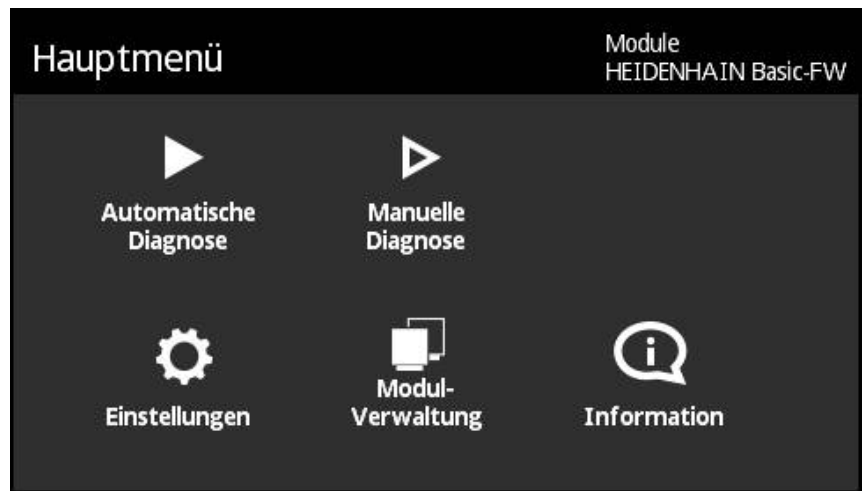 Hauptmenü
Module
HEIDENHAIN Basic-FW
Automatische
Diagnose
Manuelle
Diagnose
Einstellungen
Modul-
Verwaltung
Information